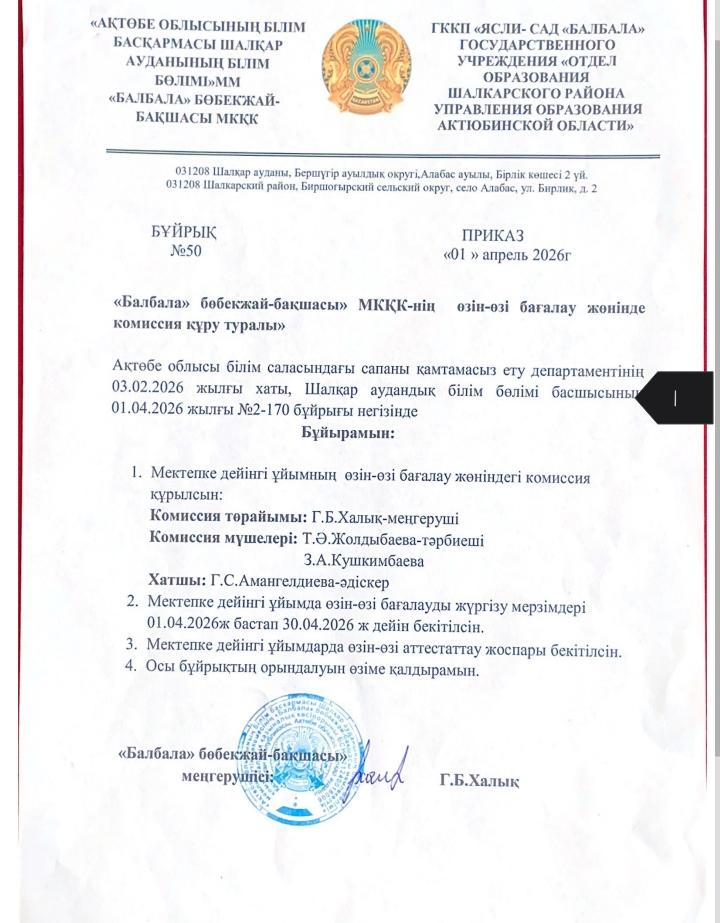 «АҚТӨБЕ ОБЛЫСЫНЫҢ БІЛІМ
БАСҚАРМАСЫ ШАЛҚАР
АУДАНЫНЫҢ БІЛІМ
БӨЛІМІ»ММ
«БАЛБАЛА» БӨБЕКЖАЙ-
БАҚШАСЫ МКҚК
ГККП «ЯСЛИ- САД «БАЛБАЛА»
ГОСУДАРСТВЕННОГО
УЧРЕЖДЕНИЯ «ОТДЕЛ
ОБРАЗОВАНИЯ
ШАЛКАРСКОГО РАЙОНА
УПРАВЛЕНИЯ ОБРАЗОВАНИЯ
АКТЮБИНСКОЙ ОБЛАСТИ»
031208 Шалқар ауданы, Бершүгір ауылдық округі,Алабас ауылы, Бірлік көшесі 2 үй.
031208 Шалкарский район, Биршогырский сельский округ, село Алабас, ул. Бирлик, д. 2
БҰЙРЫҚ
№50
ПРИКАЗ
«01 » апрель 2026г
«Балбала» бөбекжай-бақшасы» МКҚК-нің өзін-өзі бағалау жөнінде
комиссия құру туралы»
Ақтөбе облысы білім саласындағы сапаны қамтамасыз ету департаментінің
03.02.2026 жылғы хаты, Шалқар аудандық білім бөлімі басшысының
01.04.2026 жылғы №2-170 бұйрығы негізінде
Бұйырамын:
1. Мектепке дейінгі ұйымның өзін-өзі бағалау жөніндегі комиссия
құрылсын:
Комиссия төрайымы: Г.Б.Халық-меңгеруші
Комиссия мүшелері: Т.Ә.Жолдыбаева-тәрбиеші
З.А.Кушкимбаева
Хатшы: Г.С.Амангелдиева-әдіскер
2. Мектепке дейінгі ұйымда өзін-өзі бағалауды жүргізу мерзімдері
01.04.2026ж бастап 30.04.2026 ж дейін бекітілсін.
3. Мектепке дейінгі ұйымдарда өзін-өзі аттестаттау жоспары бекітілсін.
4. Осы бұйрықтың орындалуын өзіме қалдырамын.
«Балбала» бөбекжай-бақшасы»
меңгерушісі:
Г.Б.Халық